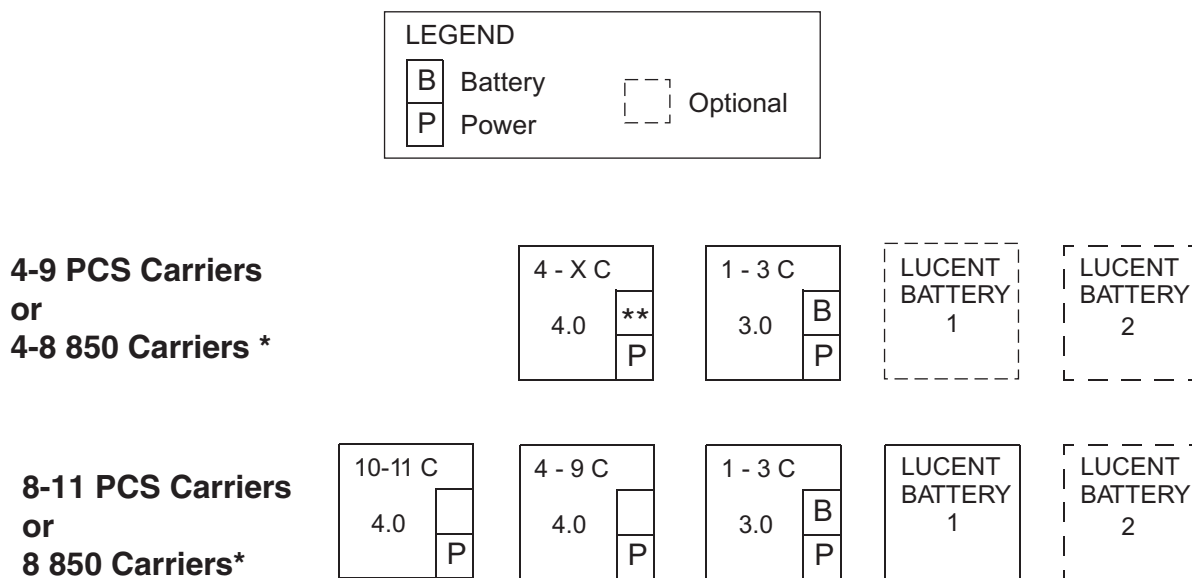 LEGEND
B Battery
P Power
Optional
4-9 PCS Carriers
or
4-8 850 Carriers *
4 - X C
4.0
**
P
1 - 3 C
3.0
B
P
LUCENT
BATTERY
1
LUCENT
BATTERY
2
8-11 PCS Carriers
or
8 850 Carriers*
10-11 C
4.0
P
4 - 9 C
4.0
P
1 - 3 C
3.0
B
P
LUCENT
BATTERY
1
LUCENT
BATTERY
2